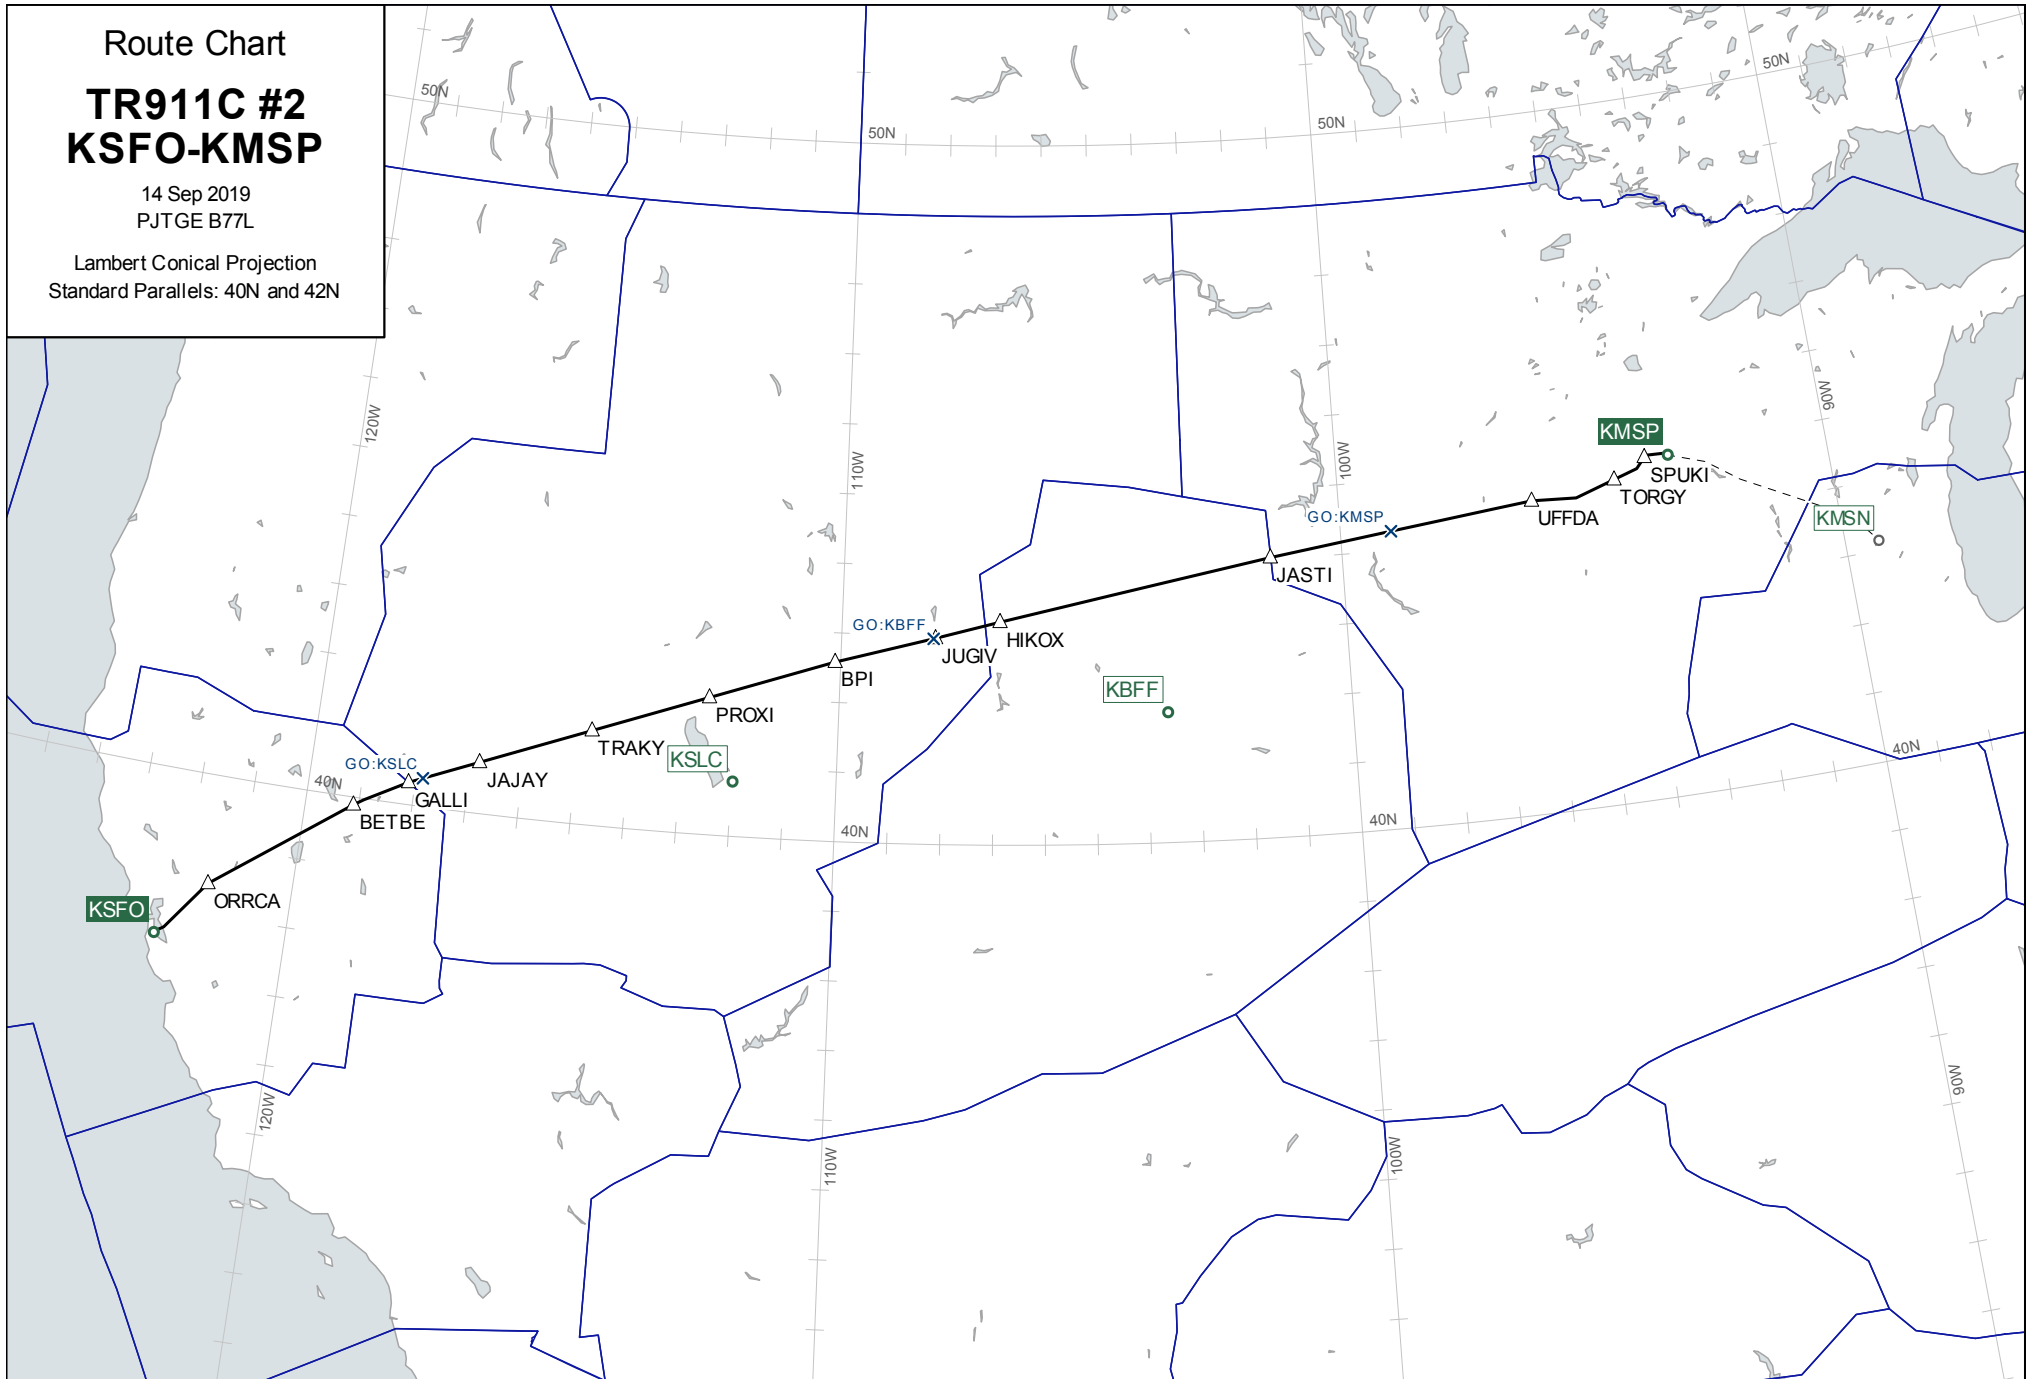 Route Chart
TR911C #2
KSFO-KMSP
14 Sep 2019
PJTGE B77L
Lambert Conical Projection
Standard Parallels: 40N and 42N
50N
50N
50N
50N
120W
110W
100W
90W
KMSP
SPUKI
TORGY
UFFDA
KMSN
GO:KMSP
JASTI
GO:KBFF
HIKOX
JUGIV
BPI
KBFF
PROXI
TRAKY
KSLC
GO:KSLC
JAJAY
40N
GALLI
BETBE
40N
40N
40N
ORRCA
KSFO
120W
110W
100W
90W